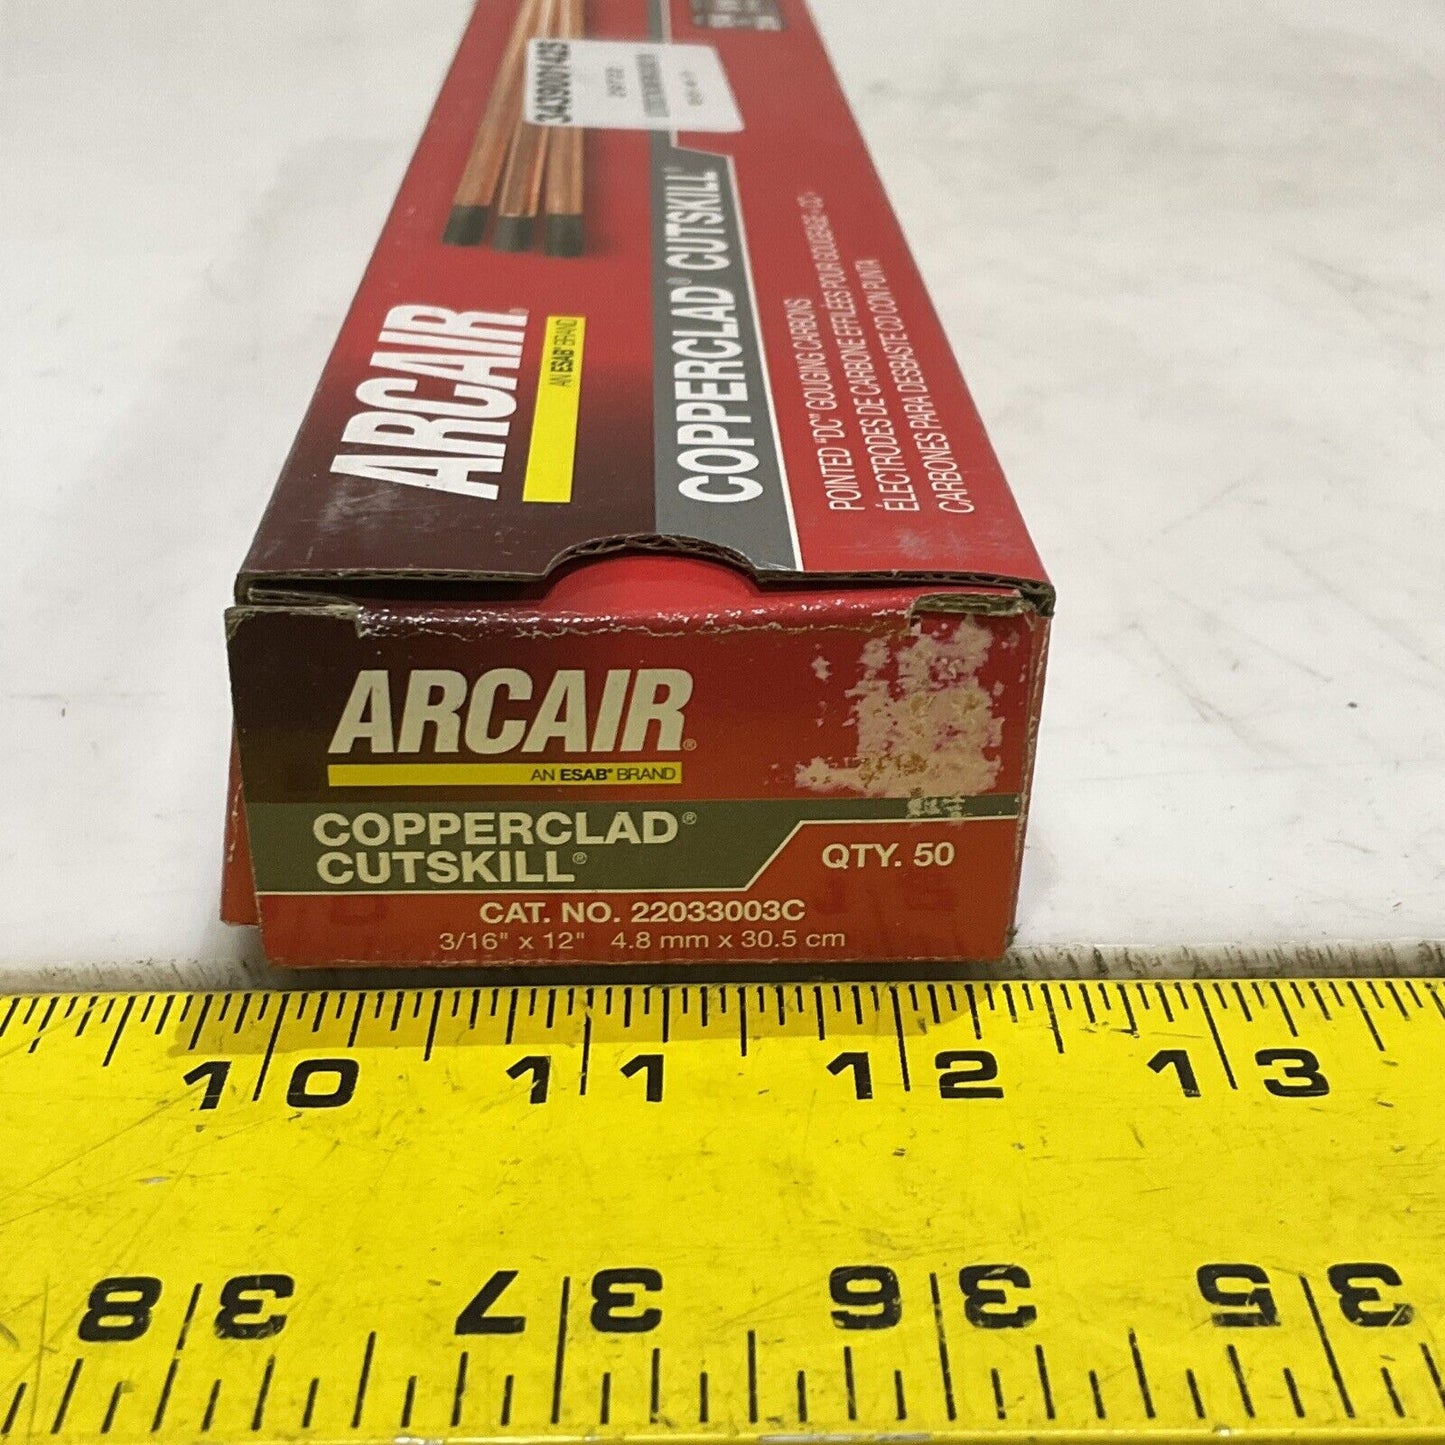 3439001425
ARCAIR®
AN ESAB® BRAND
COPPERCLAD® CUTSKILL®
POINTED "DC" GOUGING CARBONS
ÉLECTRODES DE CARBONE EFFILÉES POUR GOUGEAGE «CC»
CARBONES PARA DESBASTE CD CON PUNTA
ARCAIR®
AN ESAB® BRAND
COPPERCLAD®
CUTSKILL®
QTY. 50
CAT. NO. 22033003C
3/16" x 12" 4.8 mm x 30.5 cm
10 11 12 13
38 37 36 35